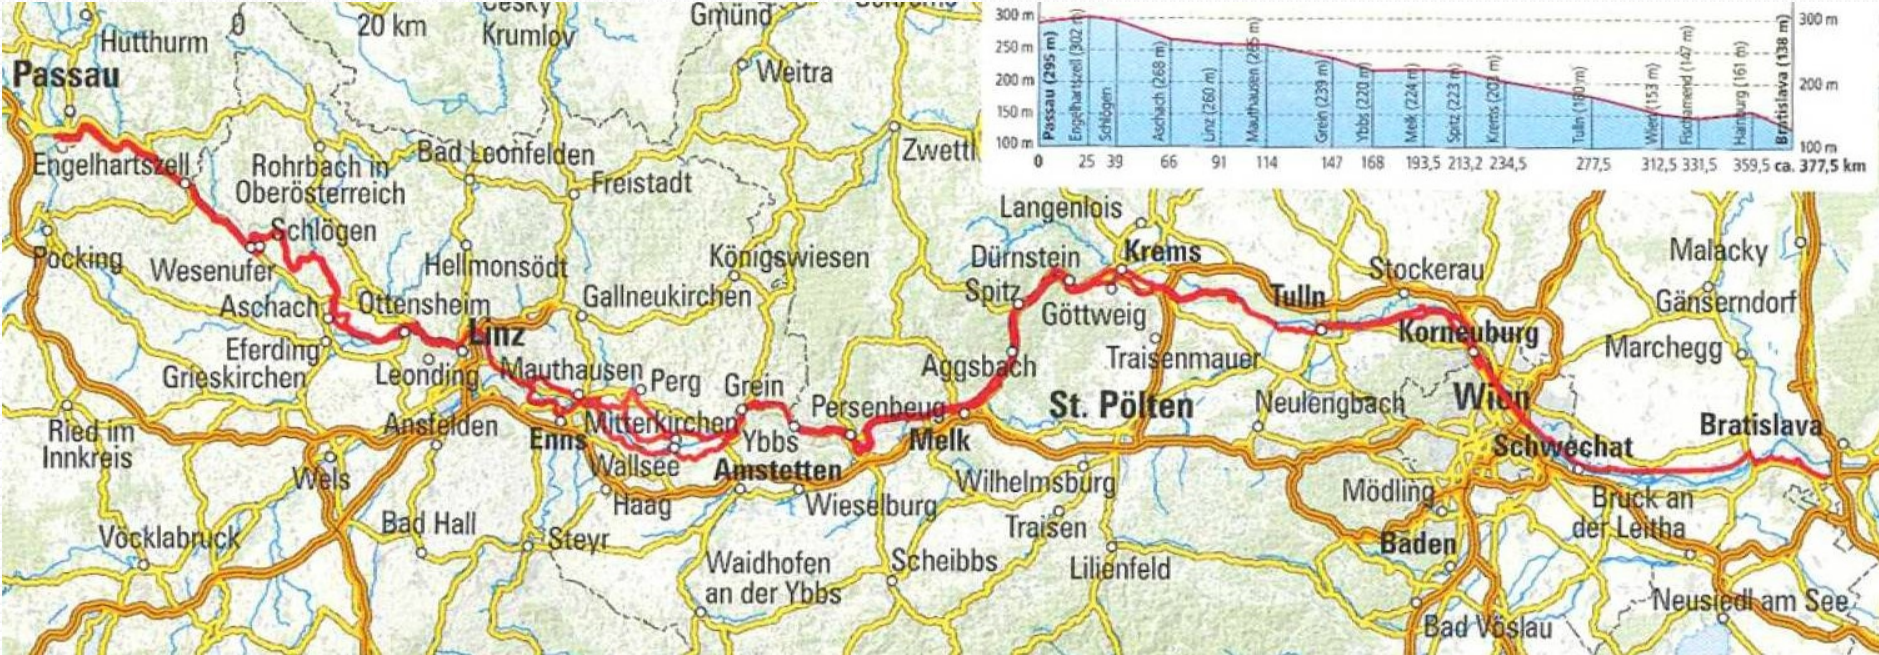 Hutthurm
0
20 km
Český
Krumlov
Gmünd
Passau
Weitra
Engelhartszell
Rohrbach in
Oberösterreich
Bad Leonfelden
Freistadt
Zwettl
Schlögen
Pocking
Wesenufer
Hellmonsödt
Königswiesen
Langenlois
Dürnstein
Krems
Stockerau
Malacky
Aschach
Ottensheim
Gallneukirchen
Spitz
Göttweig
Tulln
Gänserndorf
Linz
Eferding
Grieskirchen
Leonding
Mauthausen
Perg
Grein
Aggsbach
Traisenmauer
Korneuburg
Marchegg
Ried im
Innkreis
Ansfelden
Enns
Mitterkirchen
Wallsee
Ybbs
Persenbeug
Melk
St. Pölten
Neulengbach
Wien
Schwechat
Bratislava
Wels
Haag
Amstetten
Wieselburg
Wilhelmsburg
Mödling
Bruck an
der Leitha
Vöcklabruck
Bad Hall
Steyr
Traisen
Baden
Waidhofen
an der Ybbs
Scheibbs
Lilienfeld
Neusiedl am See
Bad Vöslau
300 m
250 m
200 m
150 m
100 m
300 m
200 m
100 m
Passau (295 m)
Engelhartszell (302 m)
Schlögen
Aschach (268 m)
Linz (260 m)
Mauthausen (265 m)
Grein (239 m)
Ybbs (220 m)
Melk (224 m)
Spitz (223 m)
Krems (203 m)
Tulln (180 m)
Wien (153 m)
Fischamend (147 m)
Hainburg (161 m)
Bratislava (138 m)
0 25 39 66 91 114 147 168 193,5 213,2 234,5 277,5 312,5 331,5 359,5 ca. 377,5 km